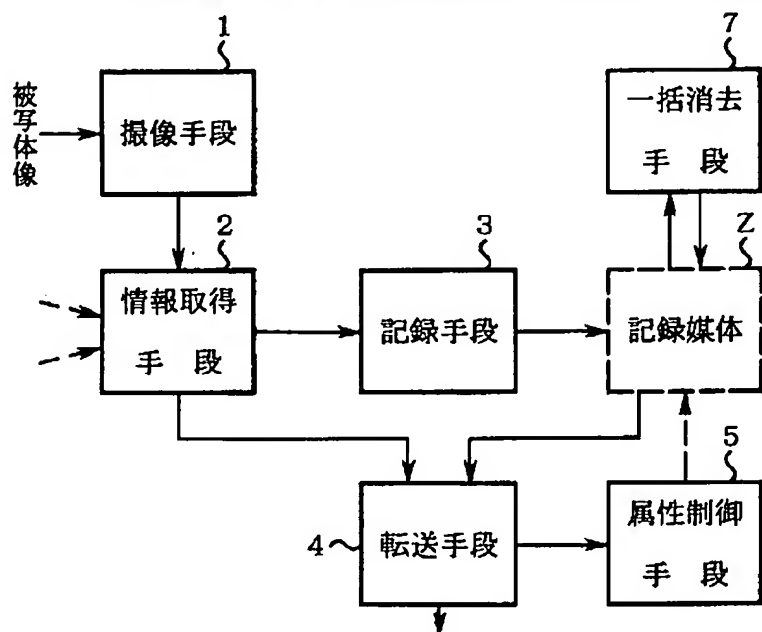 1
7
被写体像
撮像手段
一括消去
手段
2
3
Z
情報取得
手 段
記録手段
記録媒体
5
4
転送手段
属性制御
手 段